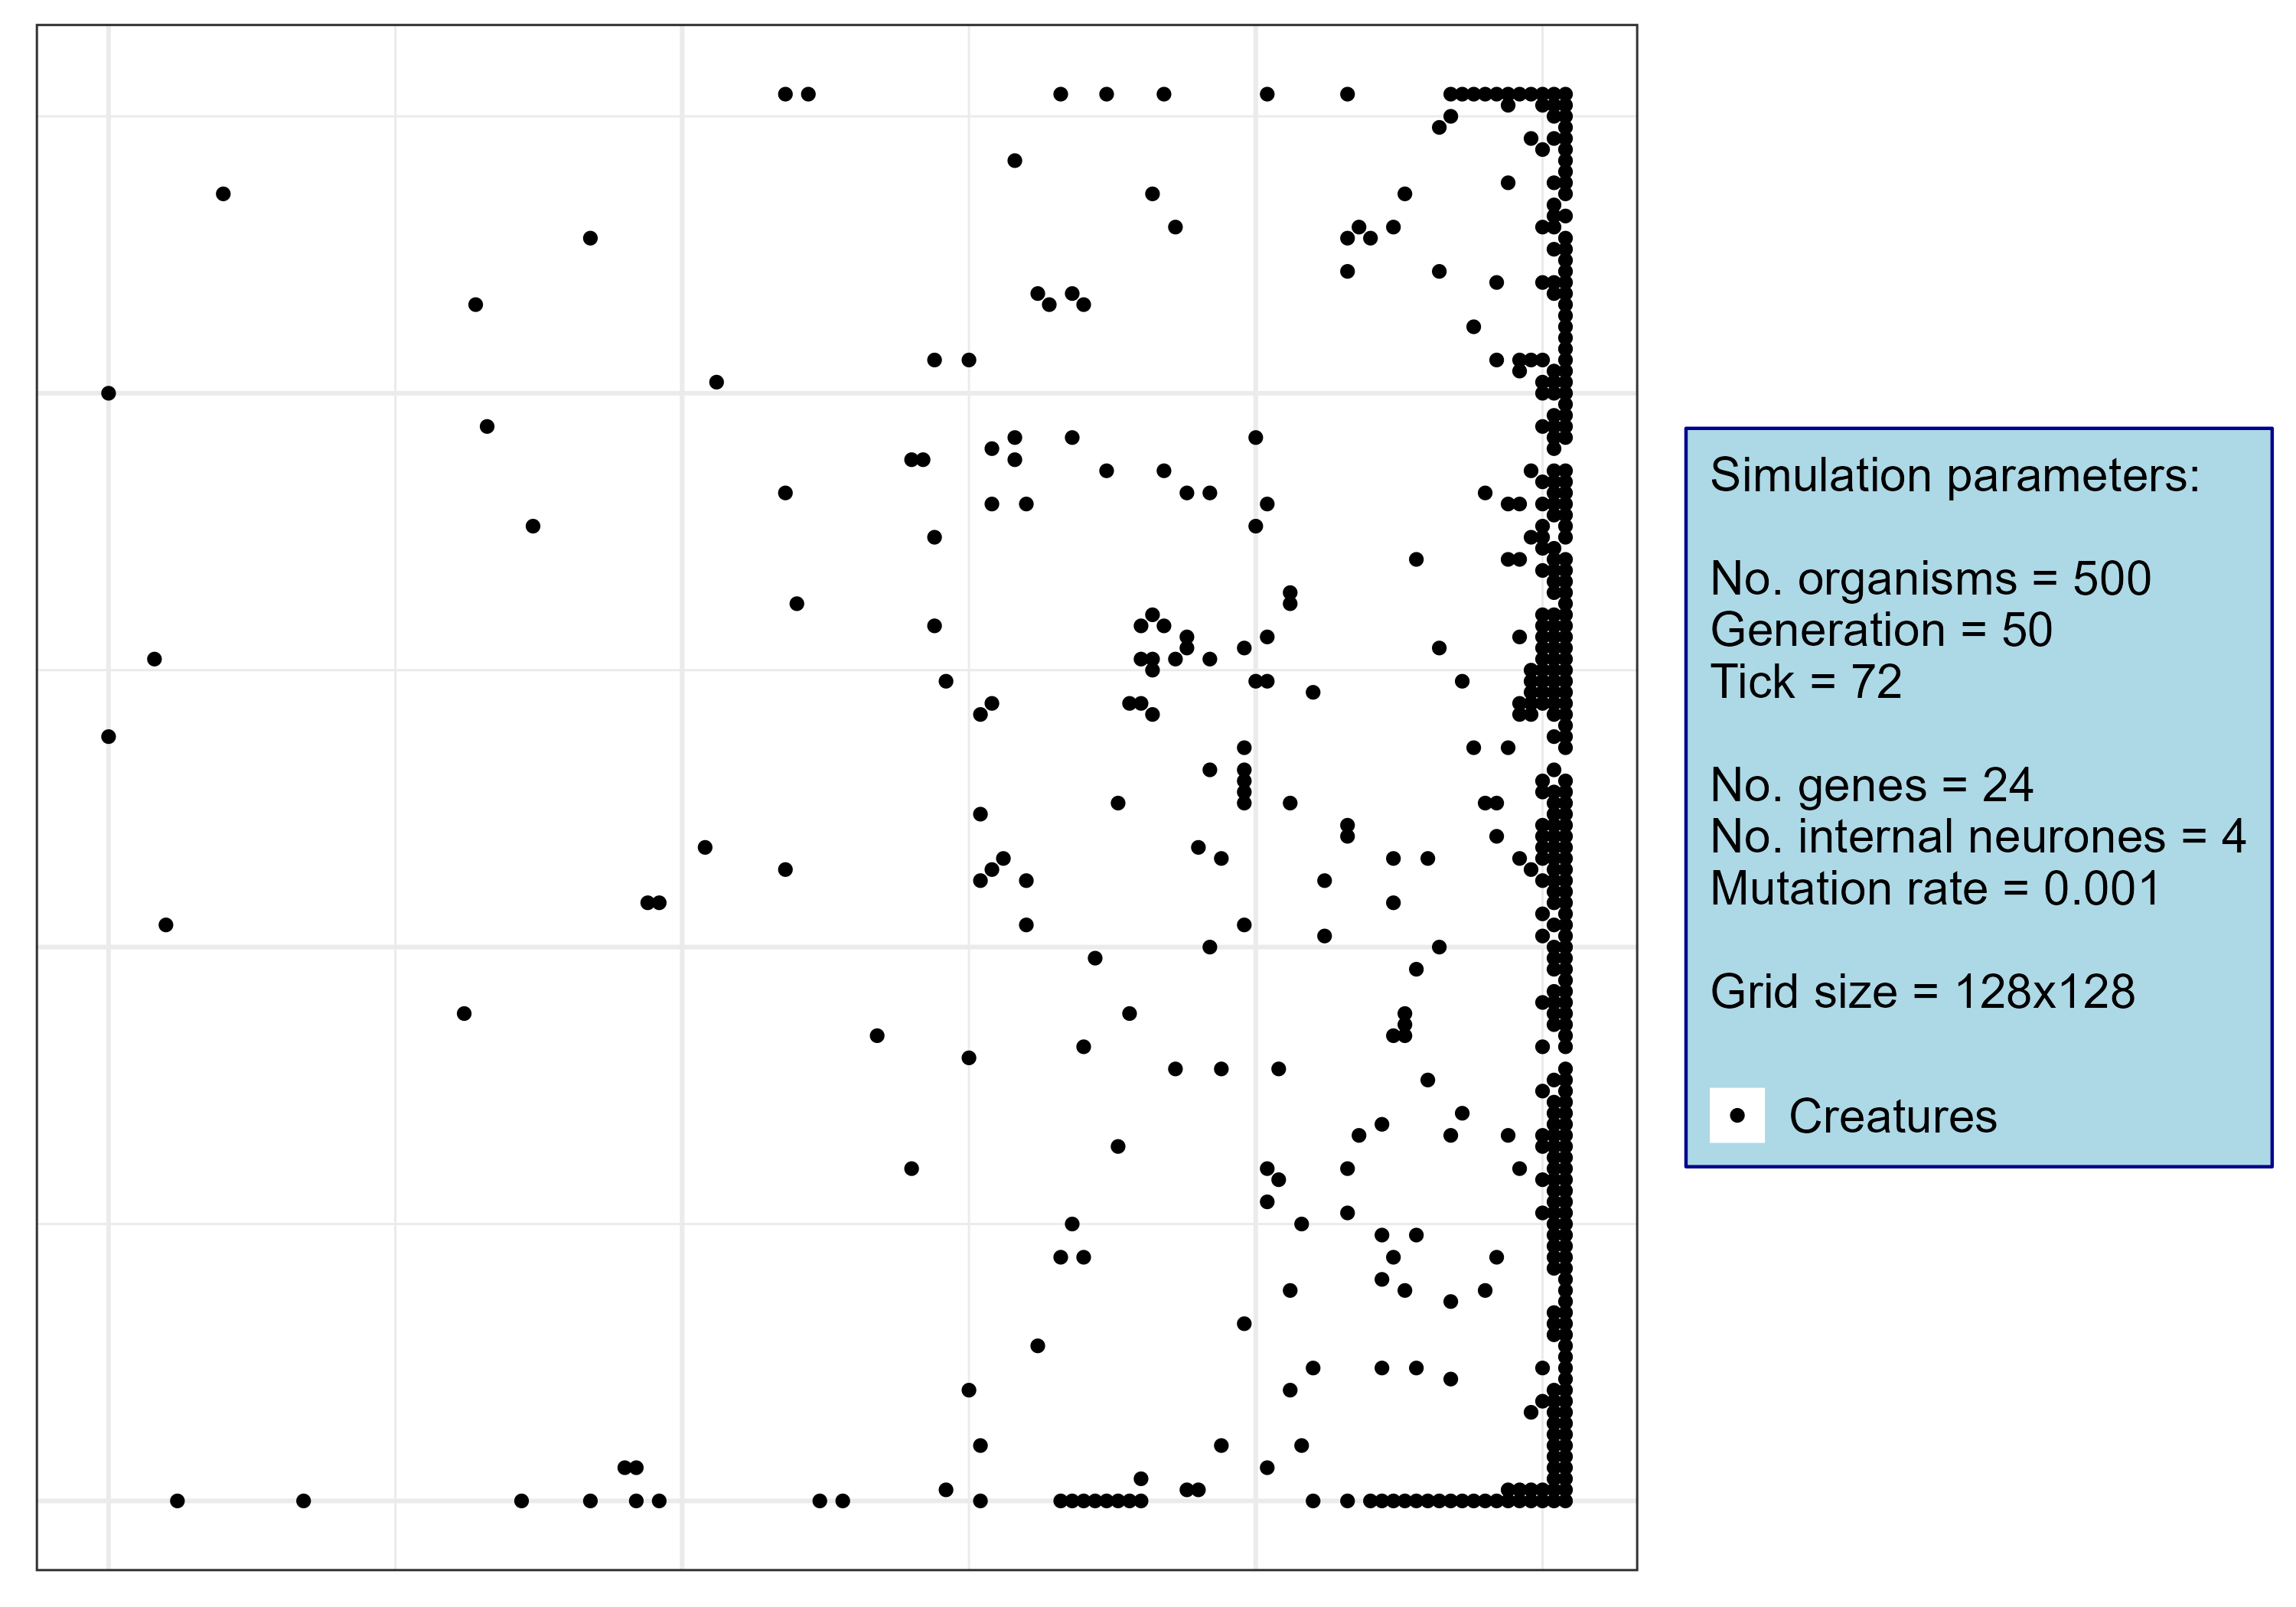 Simulation parameters:
No. organisms = 500
Generation = 50
Tick = 72
No. genes = 24
No. internal neurones = 4
Mutation rate = 0.001
Grid size = 128x128
Creatures